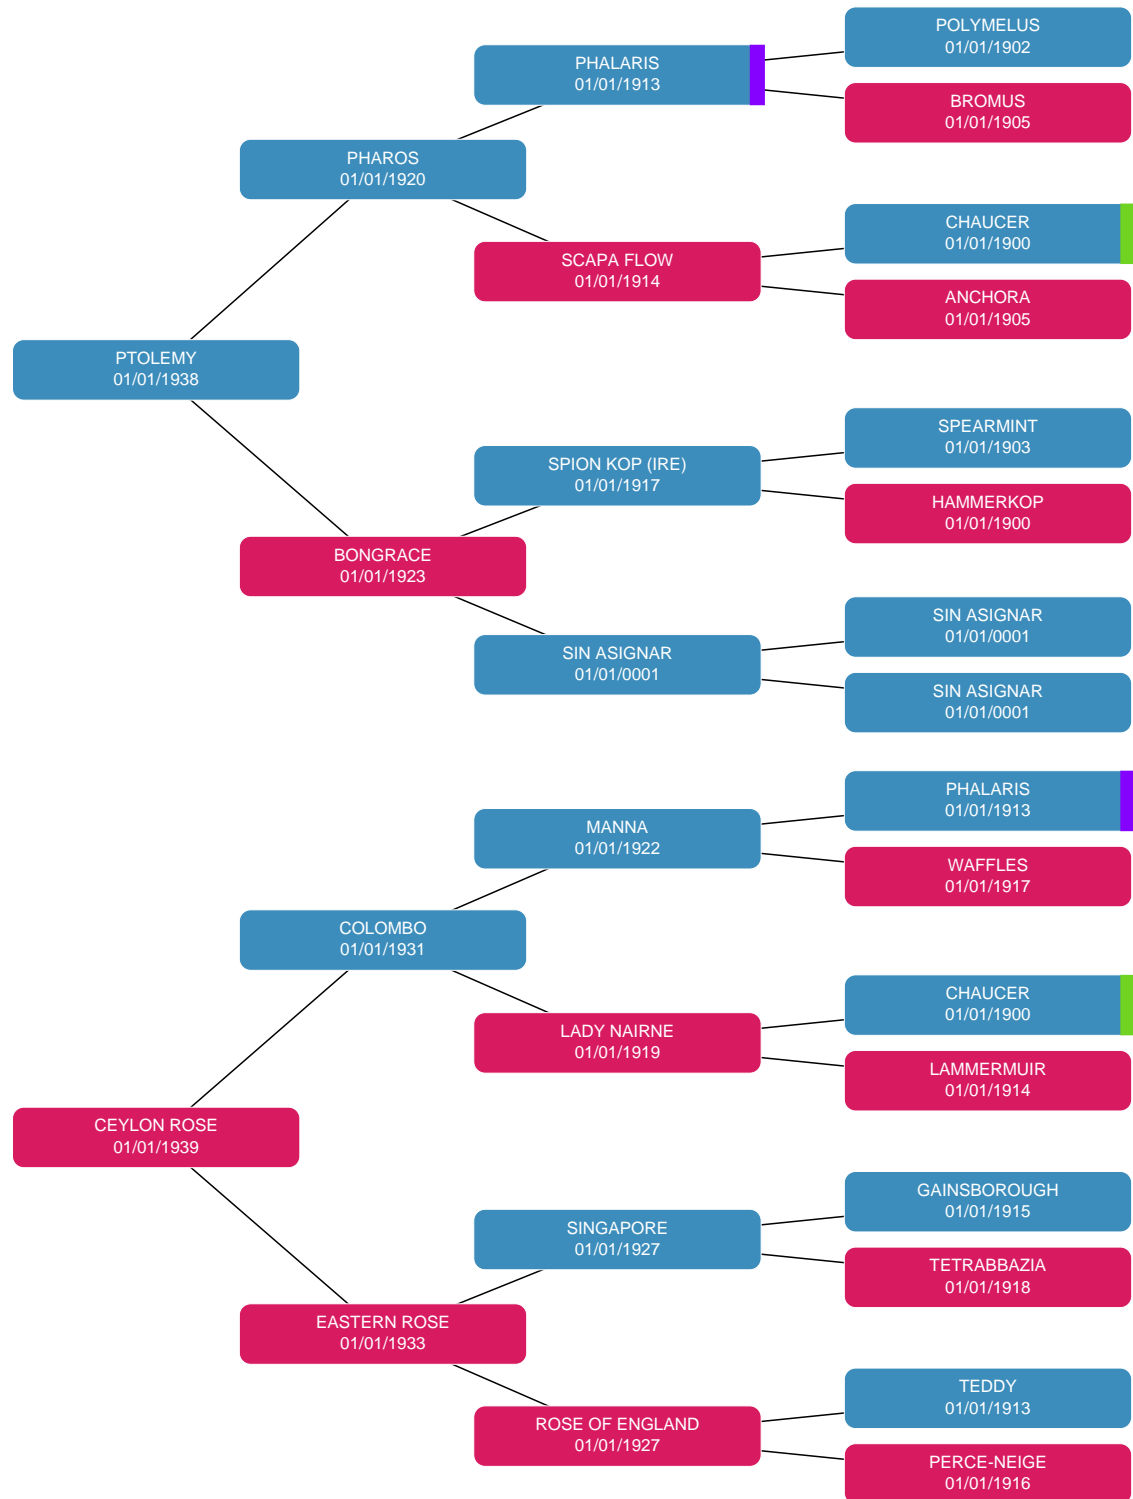 POLYMELUS
01/01/1902
PHALARIS
01/01/1913
BROMUS
01/01/1905
PHAROS
01/01/1920
CHAUCER
01/01/1900
SCAPA FLOW
01/01/1914
ANCHORA
01/01/1905
PTOLEMY
01/01/1938
SPEARMINT
01/01/1903
SPION KOP (IRE)
01/01/1917
HAMMERKOP
01/01/1900
BONGRACE
01/01/1923
SIN ASIGNAR
01/01/0001
SIN ASIGNAR
01/01/0001
SIN ASIGNAR
01/01/0001
PHALARIS
01/01/1913
MANNA
01/01/1922
WAFFLES
01/01/1917
COLOMBO
01/01/1931
CHAUCER
01/01/1900
LADY NAIRNE
01/01/1919
LAMMERMUIR
01/01/1914
CEYLON ROSE
01/01/1939
GAINSBOROUGH
01/01/1915
SINGAPORE
01/01/1927
TETRABBAZIA
01/01/1918
EASTERN ROSE
01/01/1933
TEDDY
01/01/1913
ROSE OF ENGLAND
01/01/1927
PERCE-NEIGE
01/01/1916